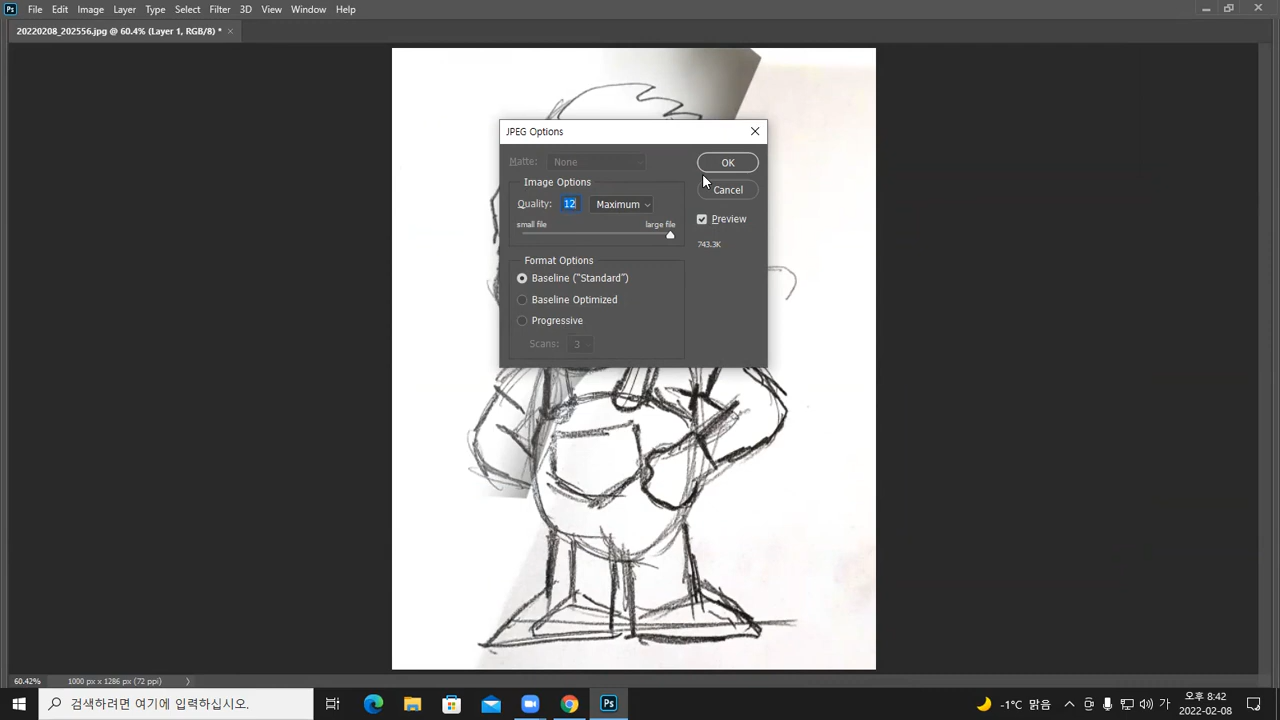 Ps File Edit Image Layer Type Select Filter 3D View Window Help
20220208_202556.jpg @ 60.4% (Layer 1, RGB/8) *
JPEG Options
Matte: None
OK
Image Options
Cancel
Quality: 12 Maximum
Preview
small file large file
743.3K
Format Options
Baseline ("Standard")
Baseline Optimized
Progressive
Scans: 3
60.42% 1000 px x 1286 px (72 ppi)
검색하려면 여기에 입력하십시오.
Ps
-1°C 맑음
가
오후 8:42
2022-02-08